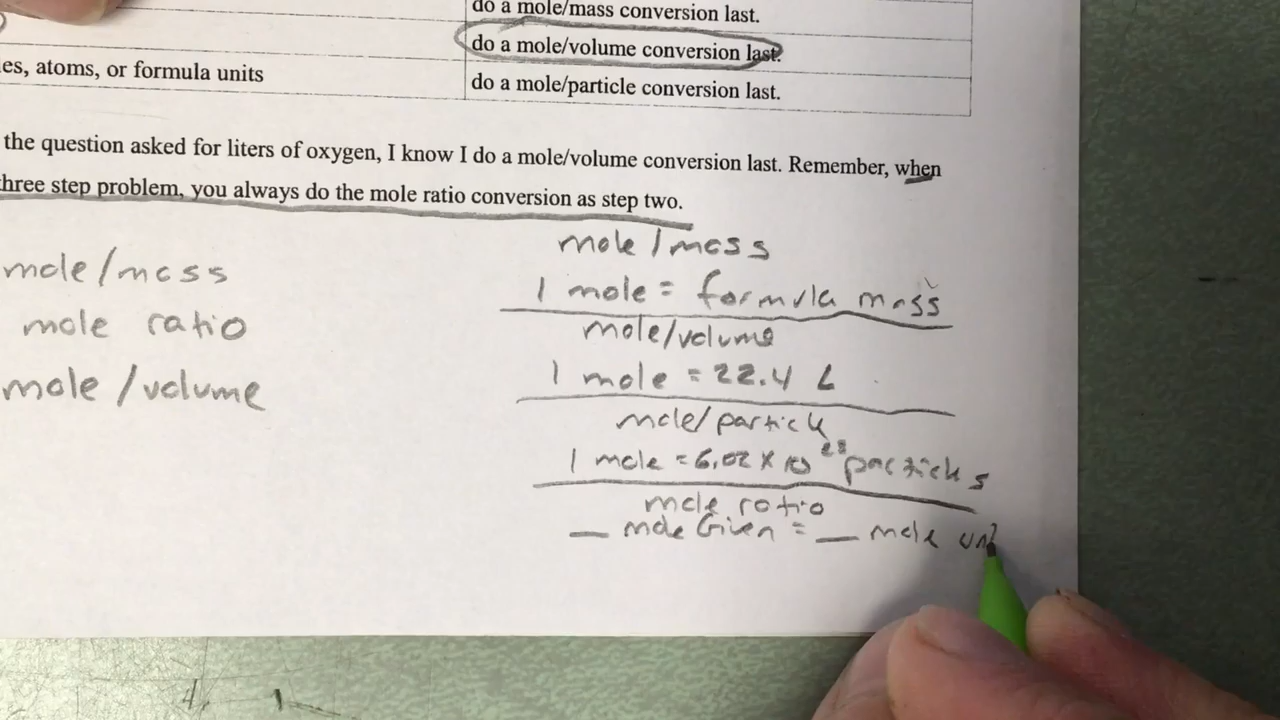 do a mole/mass conversion last.
do a mole/volume conversion last.
es, atoms, or formula units
do a mole/particle conversion last.
the question asked for liters of oxygen, I know I do a mole/volume conversion last. Remember, when
three step problem, you always do the mole ratio conversion as step two.
mole/mass
mole ratio
mole/volume
mole/mass
1 mole = formula mass
mole/volume
1 mole = 22.4 L
mole/particle
1 mole = 6.02 x 10²³ particles
mole ratio
__ mole Given = __ mole un